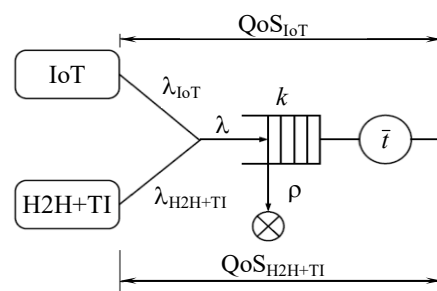 QoS_IoT
IoT
λ_IoT
k
λ
t̄
H2H+TI
λ_H2H+TI
ρ
QoS_H2H+TI